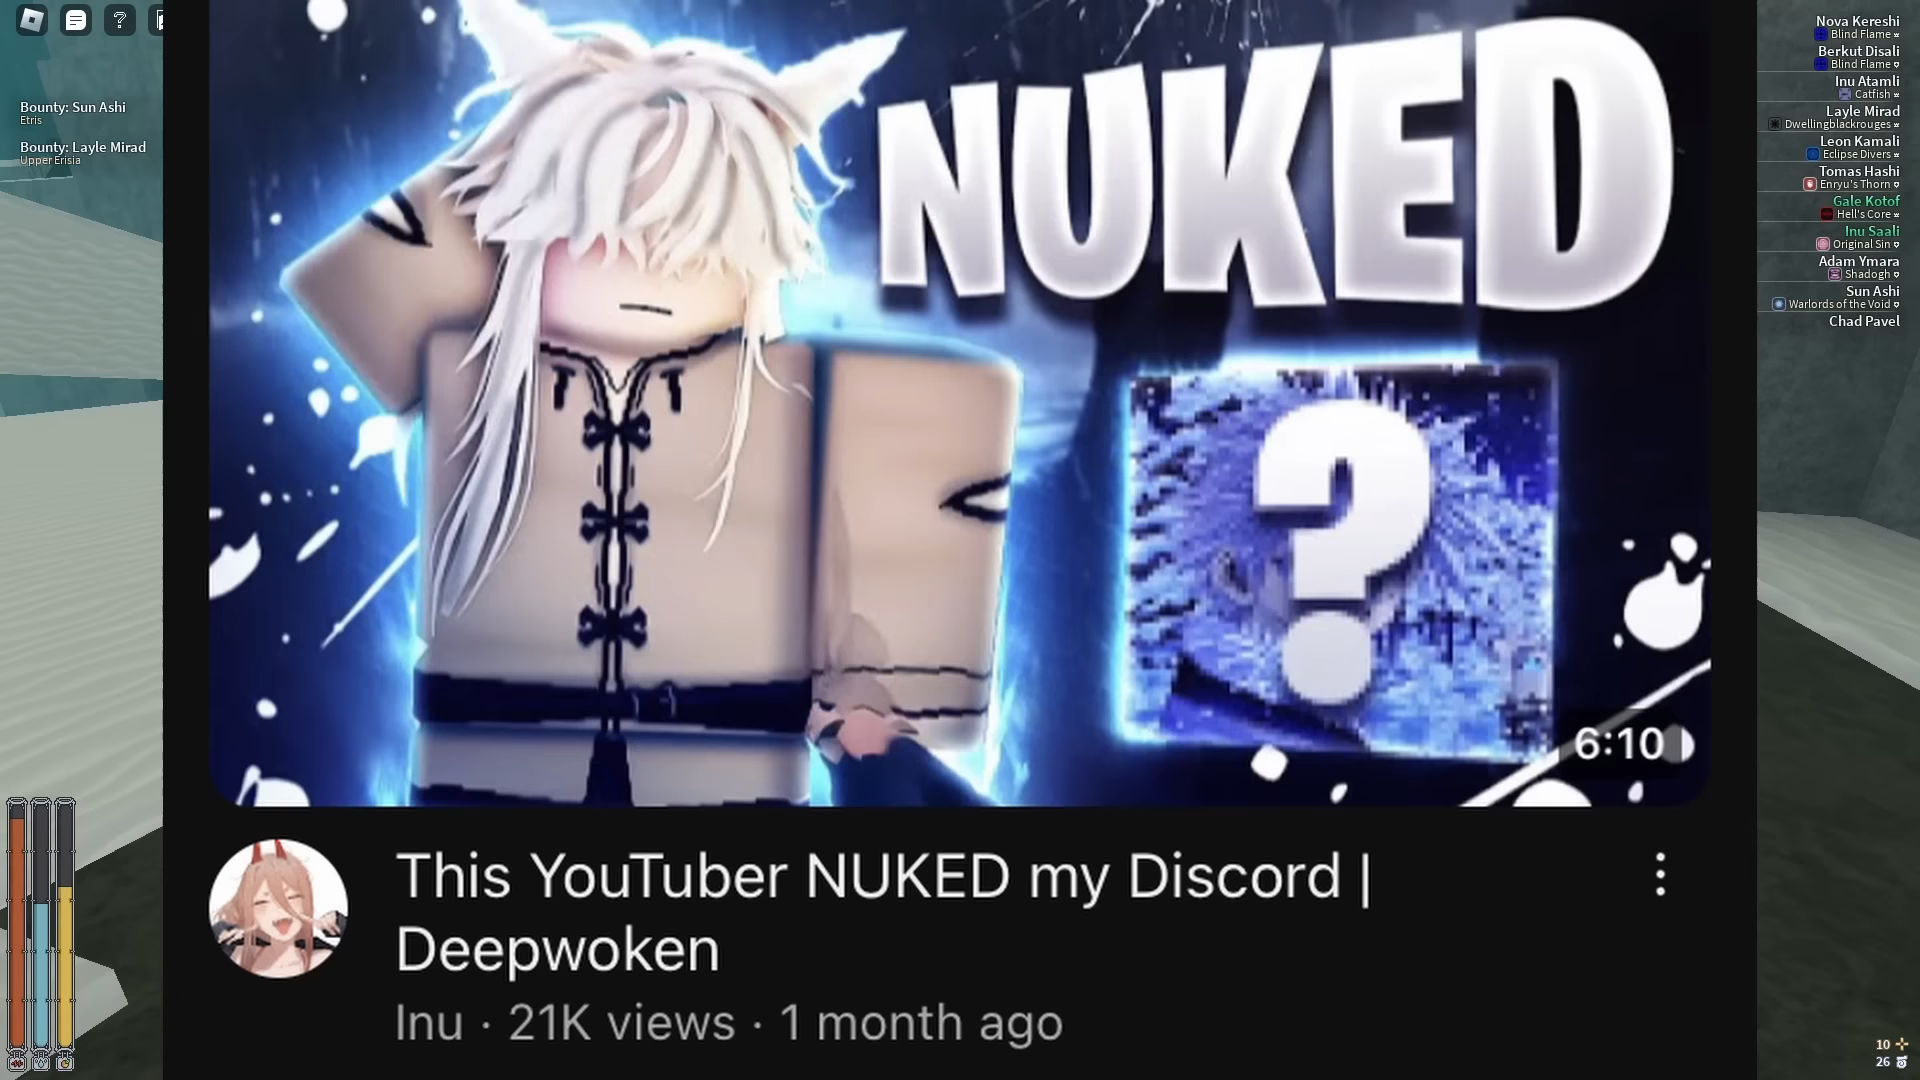 Bounty: Sun Ashi
Etris
Bounty: Layle Mirad
Upper Erisia
NUKED
?
6:10
This YouTuber NUKED my Discord |
Deepwoken
Inu · 21K views · 1 month ago
Nova Kereshi
Blind Flame
Berkut Disali
Blind Flame
Inu Atamli
Catfish
Layle Mirad
Dwellingblackrouges
Leon Kamali
Eclipse Divers
Tomas Hashi
Enryu's Thorn
Gale Kotof
Hell's Core
Inu Saali
Original Sin
Adam Ymara
Shadogh
Sun Ashi
Warlords of the Void
Chad Pavel
10
26